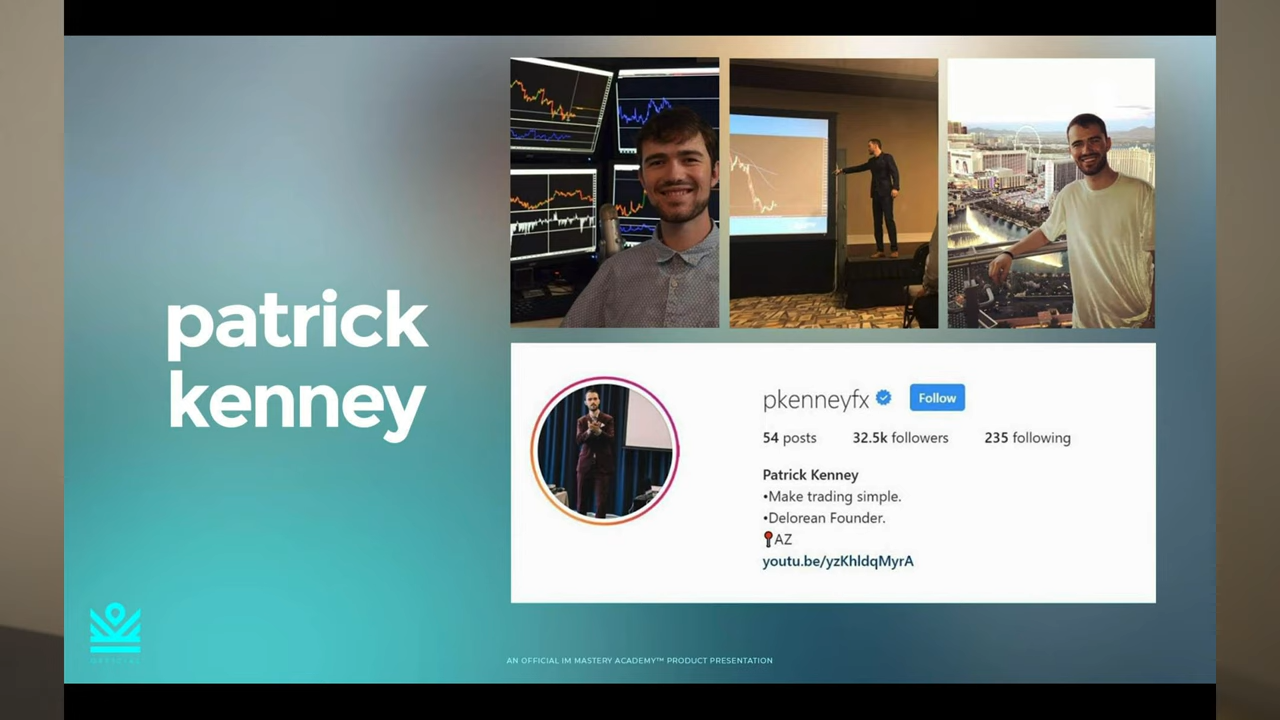 patrick
kenney
pkenneyfx
Follow
54 posts 32.5k followers 235 following
Patrick Kenney
•Make trading simple.
•Delorean Founder.
📍AZ
youtu.be/yzKhldqMyrA
OFFICIAL
AN OFFICIAL IM MASTERY ACADEMY™ PRODUCT PRESENTATION